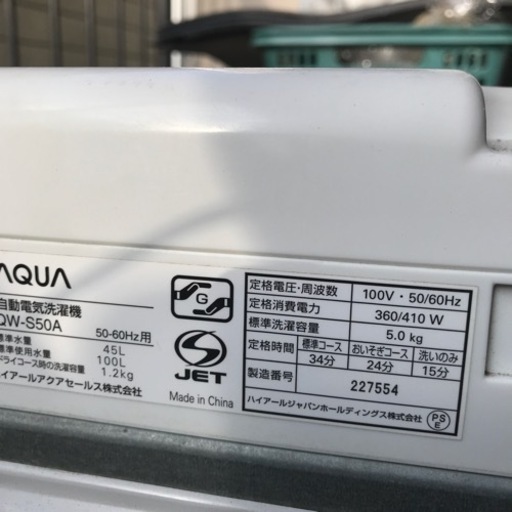 AQUA
自動電気洗濯機
QW-S50A
50-60Hz用
標準水量 45L
標準使用水量 100L
ドライコース時の洗濯容量 1.2kg
ハイアールアクアセールス株式会社
G
JET
Made in China
定格電圧・周波数 100V・50/60Hz
定格消費電力 360/410 W
標準洗濯容量 5.0 kg
定格時間 標準コース おいそぎコース 洗いのみ
34分 24分 15分
製造番号 227554
ハイアールジャパンホールディングス株式会社
PS
E